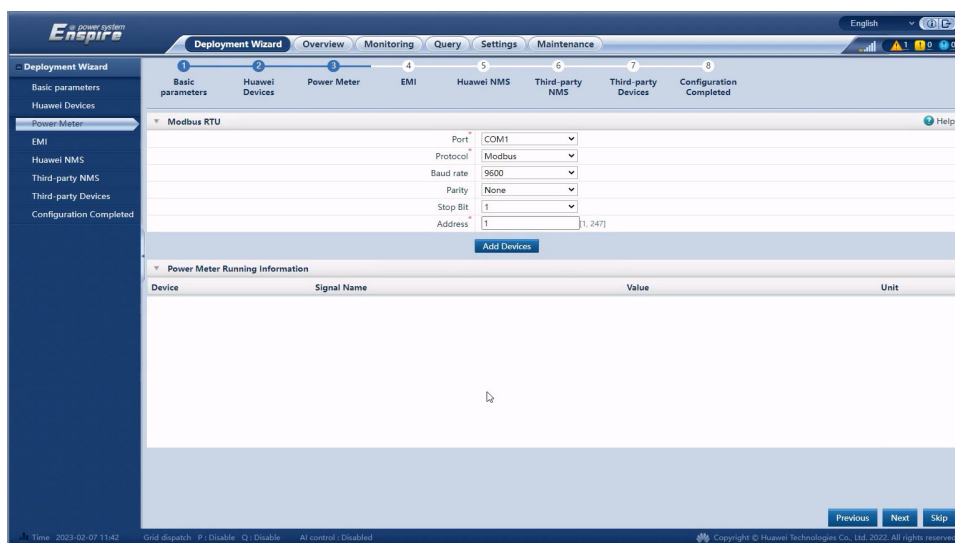 Enspire
e power system
English
Deployment Wizard Overview Monitoring Query Settings Maintenance
1 0 0
Deployment Wizard
Basic parameters
Huawei Devices
Power Meter
EMI
Huawei NMS
Third-party NMS
Third-party Devices
Configuration Completed
1 2 3 4 5 6 7 8
Basic parameters
Huawei Devices
Power Meter
EMI
Huawei NMS
Third-party NMS
Third-party Devices
Configuration Completed
Modbus RTU Help
Port * COM1
Protocol * Modbus
Baud rate 9600
Parity None
Stop Bit 1
Address * 1 [1, 247]
Add Devices
Power Meter Running Information
Device Signal Name Value Unit
Previous Next Skip
Time 2023-02-07 11:42 Grid dispatch P : Disable Q : Disable AI control : Disabled Copyright © Huawei Technologies Co., Ltd. 2022. All rights reserved